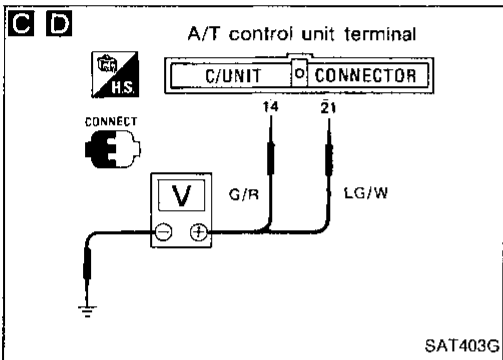 C D
A/T control unit terminal
H.S.
C/UNIT CONNECTOR
CONNECT
14 21
V
G/R LG/W
SAT403G